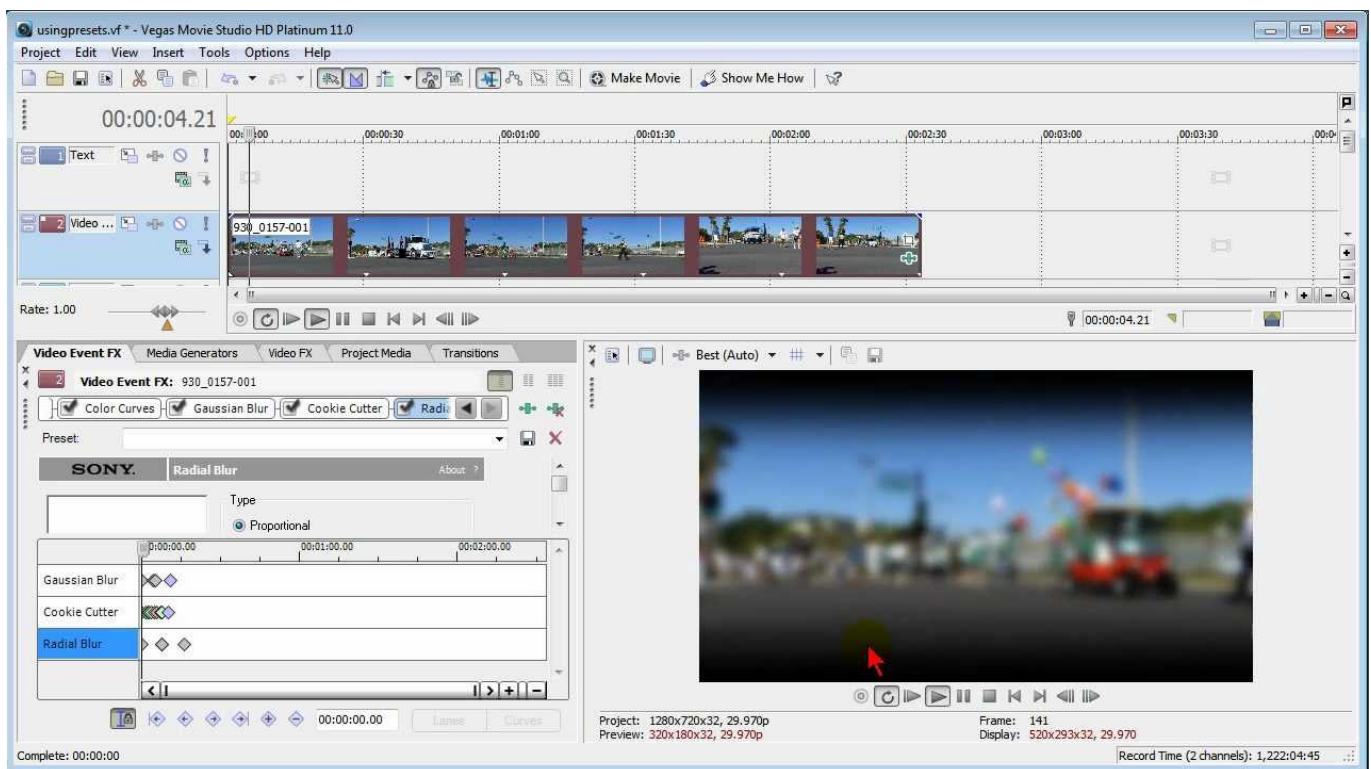 usingpresets.vf * - Vegas Movie Studio HD Platinum 11.0
Project Edit View Insert Tools Options Help
Make Movie Show Me How
00:00:04.21
00:00:30 00:01:00 00:01:30 00:02:00 00:02:30 00:03:00 00:03:30
1 Text
2 Video ...
930_0157-001
Rate: 1.00
00:00:04.21
Video Event FX Media Generators Video FX Project Media Transitions
Best (Auto)
2 Video Event FX: 930_0157-001
Color Curves Gaussian Blur Cookie Cutter Radi
Preset:
SONY. Radial Blur About ?
Type
Proportional
0:00:00.00 00:01:00.00 00:02:00.00
Gaussian Blur
Cookie Cutter
Radial Blur
00:00:00.00 Lanes Curves
Project: 1280x720x32, 29.970p
Preview: 320x180x32, 29.970p
Frame: 141
Display: 520x293x32, 29.970
Complete: 00:00:00
Record Time (2 channels): 1,222:04:45